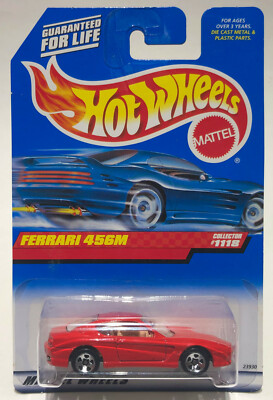 GUARANTEED
FOR LIFE
FOR AGES
OVER 3 YEARS.
DIE CAST METAL &
PLASTIC PARTS.
HOT WHEELS
MATTEL
FERRARI 456M
COLLECTOR
#1118
WHEELS